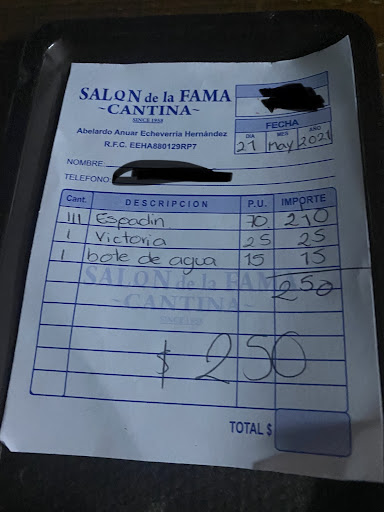 SALON de la FAMA
~CANTINA~
SINCE 1998
Abelardo Anuar Echeverria Hernández
R.F.C. EEHA880129RP7
FECHA
DIA MES AÑO
21 may 2021
NOMBRE:
TELEFONO:
Cant. DESCRIPCION P.U. IMPORTE
III Espadin 70 210
1 Victoria 25 25
1 bote de agua 15 15
250
SALON de la FAMA
~CANTINA~
$ 250
TOTAL $